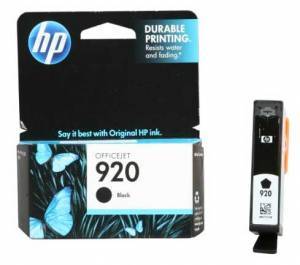 hp
DURABLE
PRINTING.
Resists water
and fading.*
Say it best with Original HP ink.
OFFICEJET
920
Black
hp
920